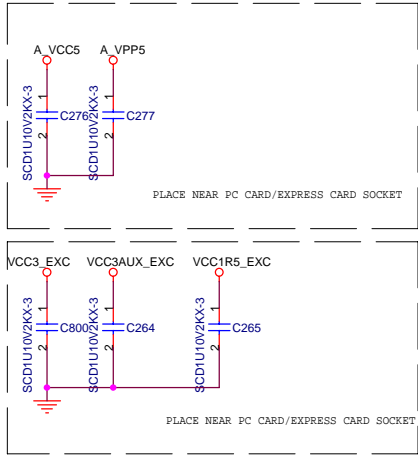 A_VCC5 A_VPP5
1 1
SCD1U10V2KX-3 C276 SCD1U10V2KX-3 C277
2 2
PLACE NEAR PC CARD/EXPRESS CARD SOCKET
VCC3_EXC VCC3AUX_EXC VCC1R5_EXC
1 1 1
SCD1U10V2KX-3 C800 SCD1U10V2KX-3 C264 SCD1U10V2KX-3 C265
2 2 2
PLACE NEAR PC CARD/EXPRESS CARD SOCKET